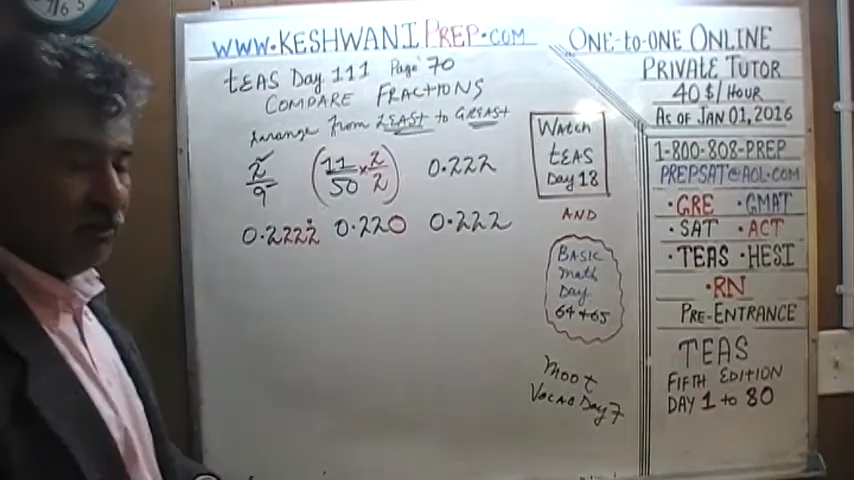 WWW.KESHWANIPREP.COM
TEAS Day 111 Page 70
COMPARE FRACTIONS
Arrange from LEAST to GREAST
2/9 (11/50 × 2/2) 0.222
0.2222 0.220 0.222
Watch
TEAS
Day 18
AND
BASIC
Math
Day
64+65
MOOT
VOCAB Day 7
ONE-TO-ONE ONLINE
PRIVATE TUTOR
40$/HOUR
AS OF JAN 01, 2016
1-800-808-PREP
PREPSAT@AOL.COM
•GRE •GMAT
•SAT •ACT
•TEAS •HESI
•RN
PRE-ENTRANCE
TEAS
FIFTH EDITION
DAY 1 TO 80